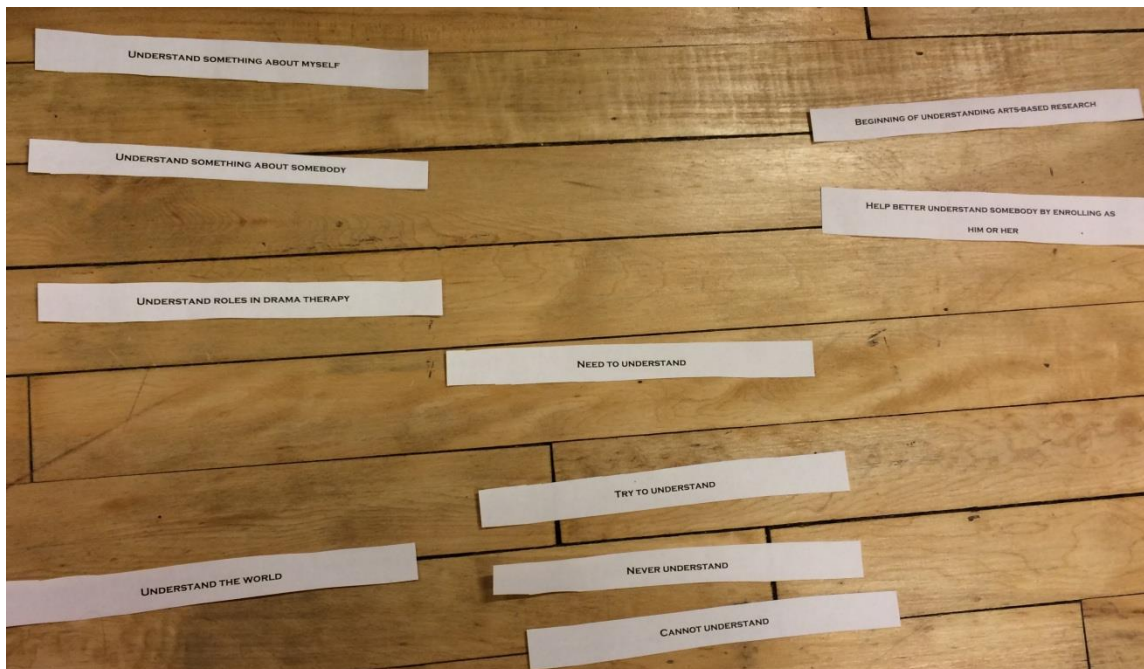 UNDERSTAND SOMETHING ABOUT MYSELF
UNDERSTAND SOMETHING ABOUT SOMEBODY
UNDERSTAND ROLES IN DRAMA THERAPY
UNDERSTAND THE WORLD
NEED TO UNDERSTAND
TRY TO UNDERSTAND
NEVER UNDERSTAND
CANNOT UNDERSTAND
BEGINNING OF UNDERSTANDING ARTS-BASED RESEARCH
HELP BETTER UNDERSTAND SOMEBODY BY ENROLLING AS
HIM OR HER